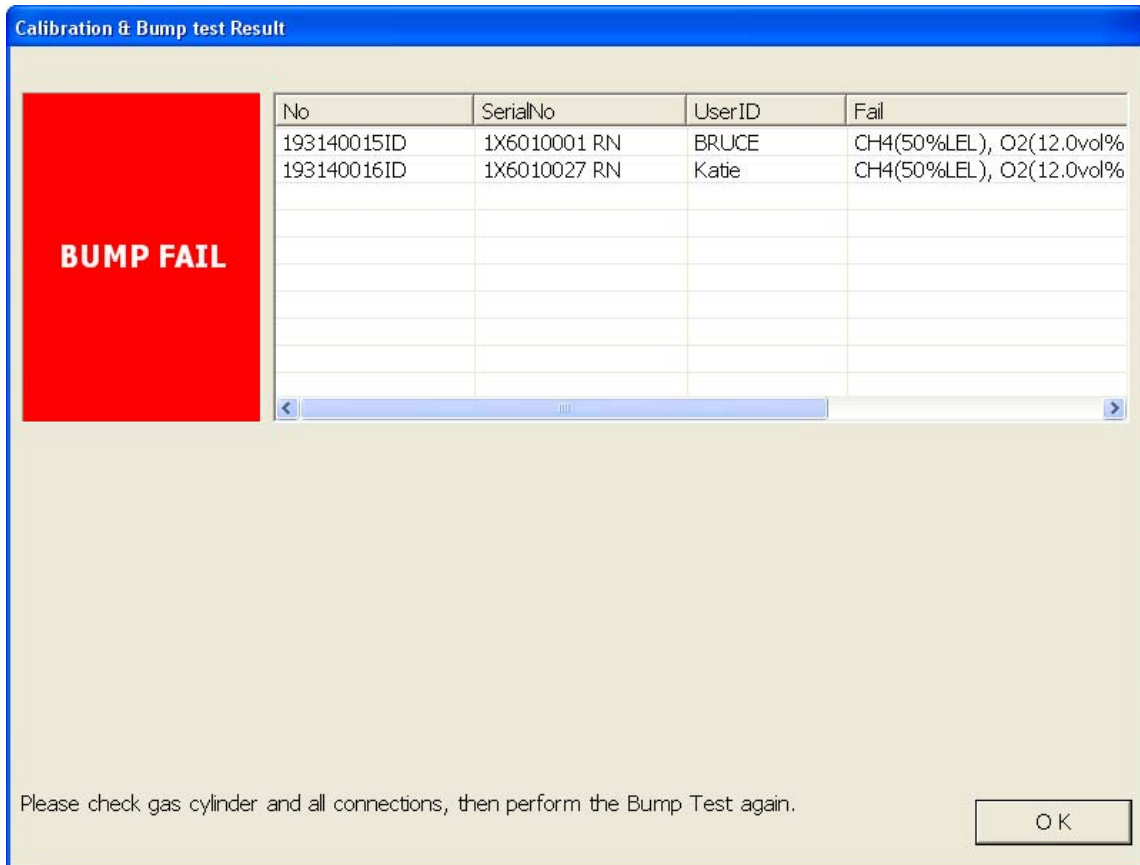 Calibration & Bump test Result
BUMP FAIL
No SerialNo UserID Fail
193140015ID 1X6010001 RN BRUCE CH4(50%LEL), O2(12.0vol%
193140016ID 1X6010027 RN Katie CH4(50%LEL), O2(12.0vol%
Please check gas cylinder and all connections, then perform the Bump Test again.
O K